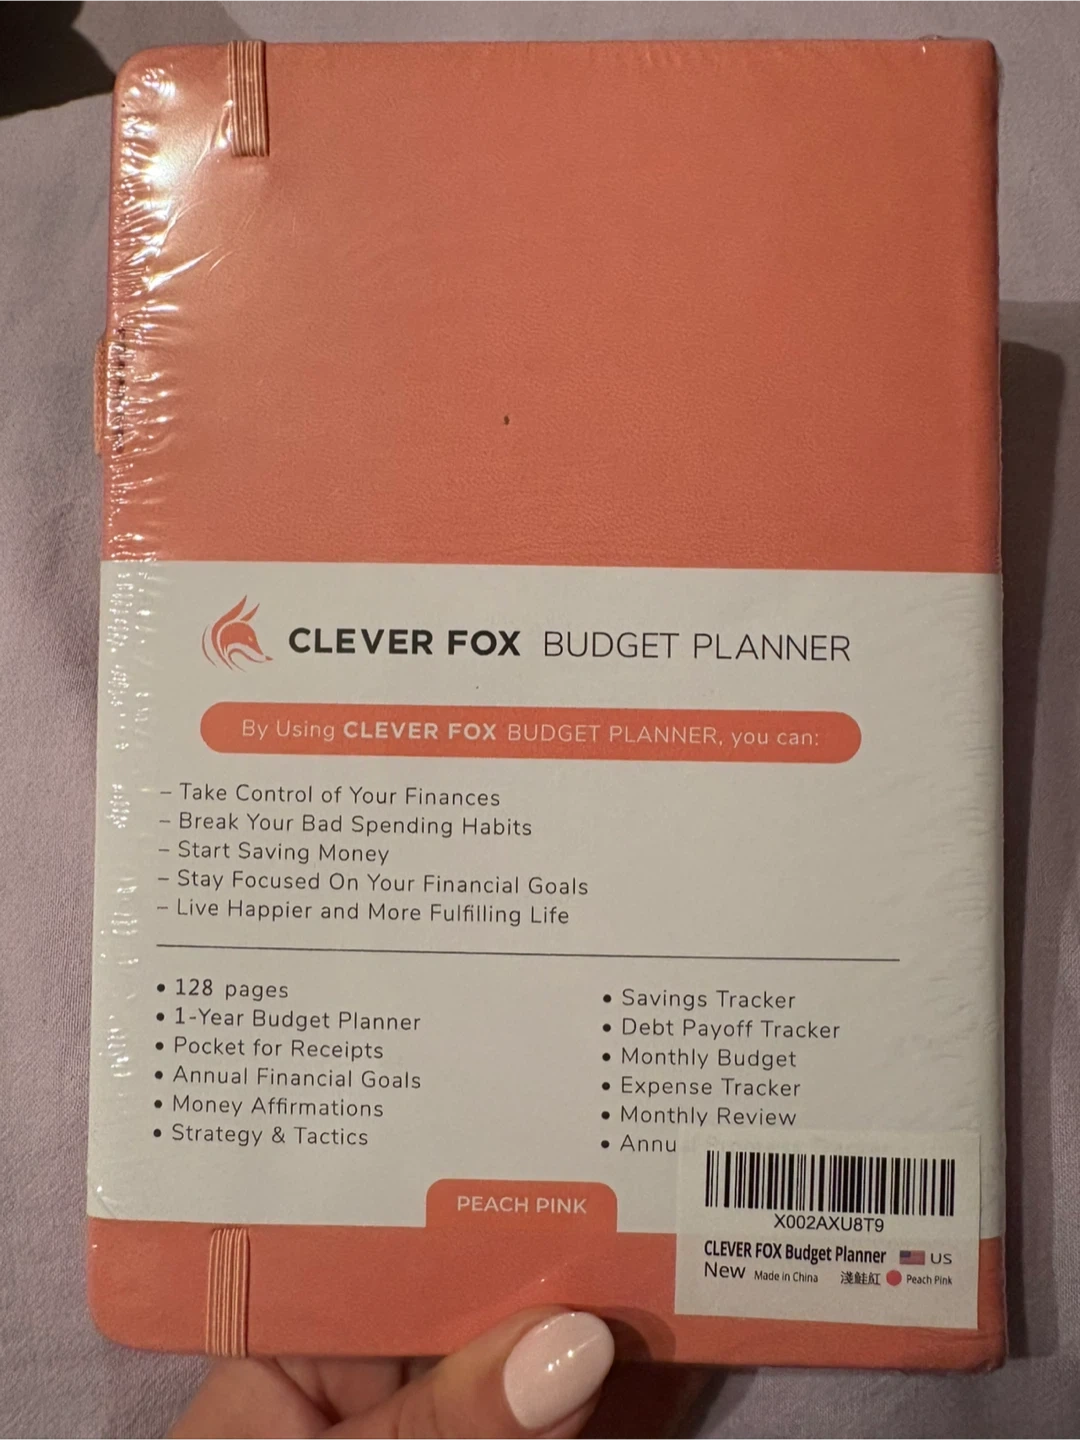 CLEVER FOX BUDGET PLANNER
By Using CLEVER FOX BUDGET PLANNER, you can:
– Take Control of Your Finances
– Break Your Bad Spending Habits
– Start Saving Money
– Stay Focused On Your Financial Goals
– Live Happier and More Fulfilling Life
• 128 pages
• 1-Year Budget Planner
• Pocket for Receipts
• Annual Financial Goals
• Money Affirmations
• Strategy & Tactics
• Savings Tracker
• Debt Payoff Tracker
• Monthly Budget
• Expense Tracker
• Monthly Review
• Annu
PEACH PINK
X002AXU8T9
CLEVER FOX Budget Planner US
New Made in China 淺鮭紅 Peach Pink